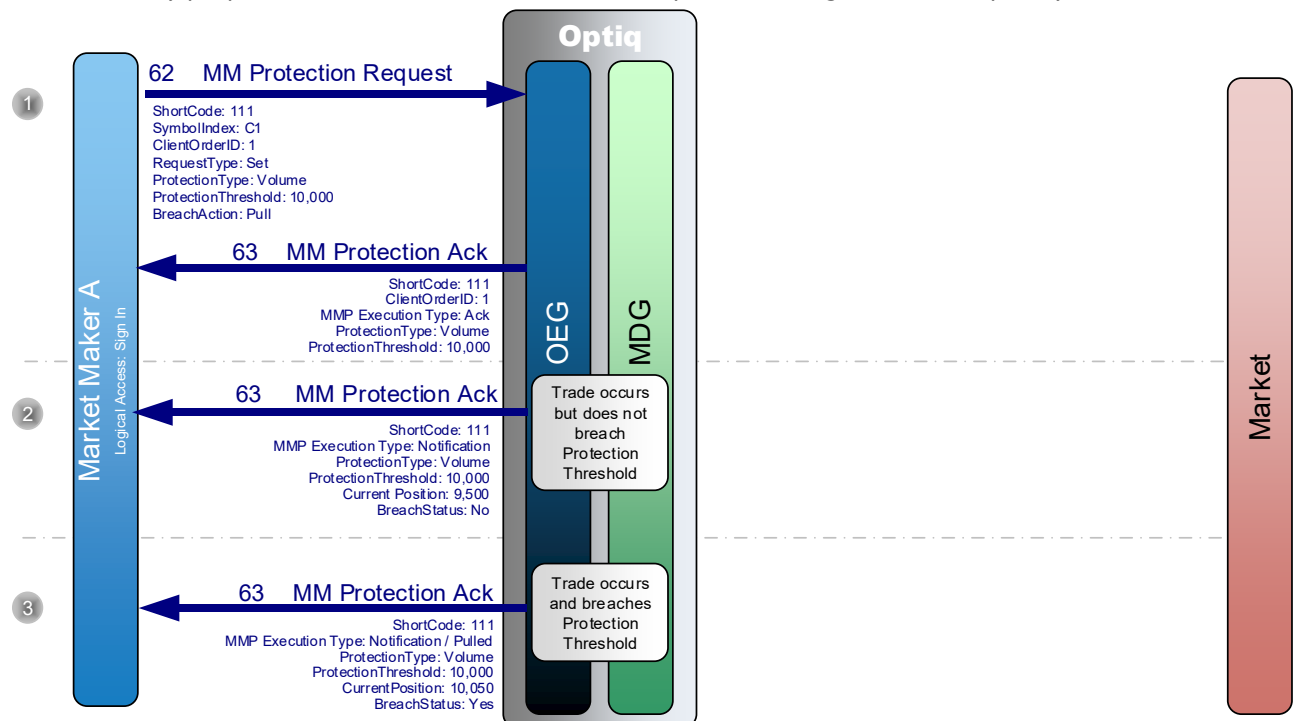 Optiq
1
62 MM Protection Request
ShortCode: 111
SymbolIndex: C1
ClientOrderID: 1
RequestType: Set
ProtectionType: Volume
ProtectionThreshold: 10,000
BreachAction: Pull
63 MM Protection Ack
ShortCode: 111
ClientOrderID: 1
MMP Execution Type: Ack
ProtectionType: Volume
ProtectionThreshold: 10,000
Market Maker A
Logical Access: Sign In
OEG
MDG
Market
2
63 MM Protection Ack
ShortCode: 111
MMP Execution Type: Notification
ProtectionType: Volume
ProtectionThreshold: 10,000
Current Position: 9,500
BreachStatus: No
Trade occurs
but does not
breach
Protection
Threshold
3
63 MM Protection Ack
ShortCode: 111
MMP Execution Type: Notification / Pulled
ProtectionType: Volume
ProtectionThreshold: 10,000
CurrentPosition: 10,050
BreachStatus: Yes
Trade occurs
and breaches
Protection
Threshold